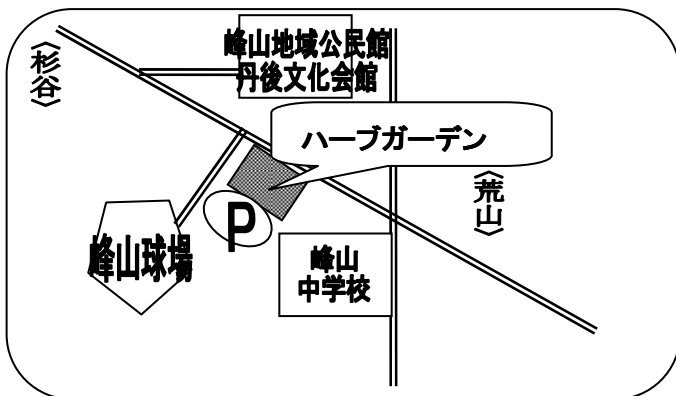 峰山地域公民館
丹後文化会館
〈杉谷〉
ハーブガーデン
〈荒山〉
P
峰山球場
峰山
中学校